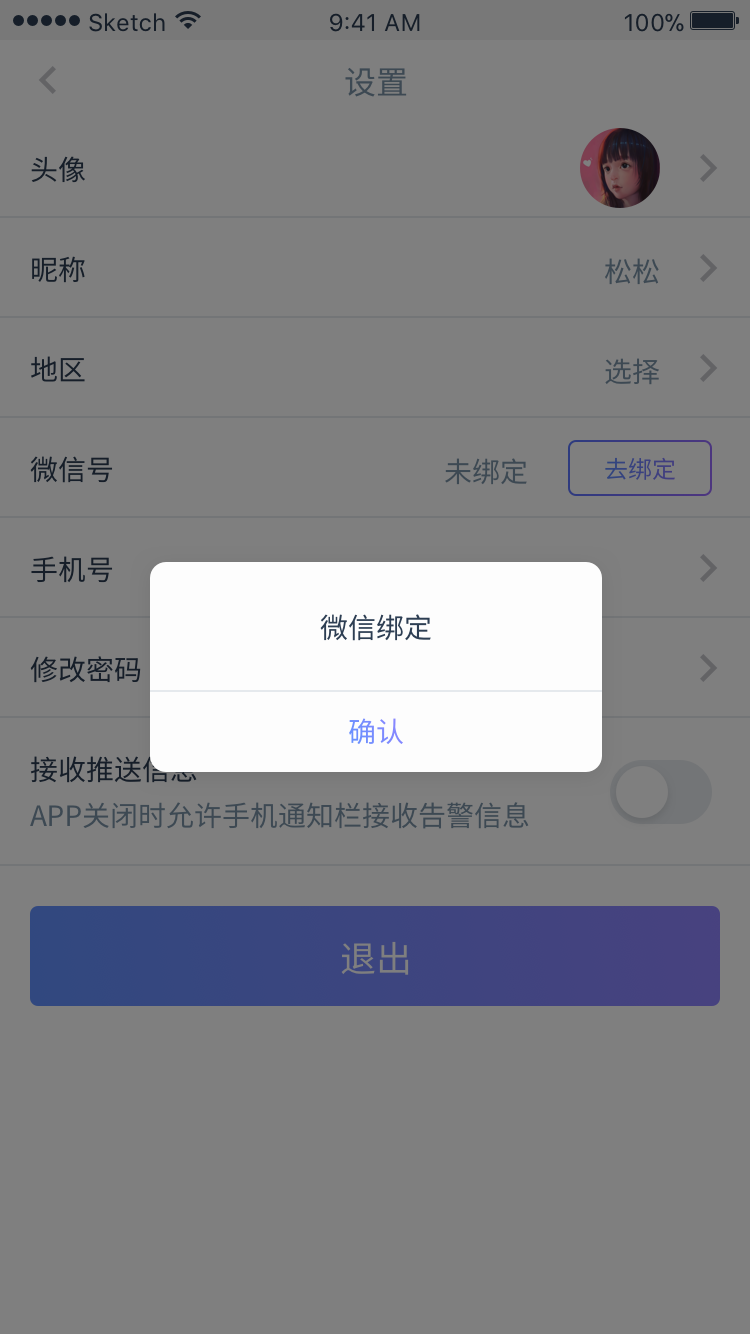 Sketch 9:41 AM 100%
设置
头像
昵称 松松
地区 选择
微信号 未绑定 去绑定
手机号
微信绑定
修改密码
确认
接收推送信息
APP关闭时允许手机通知栏接收告警信息
退出